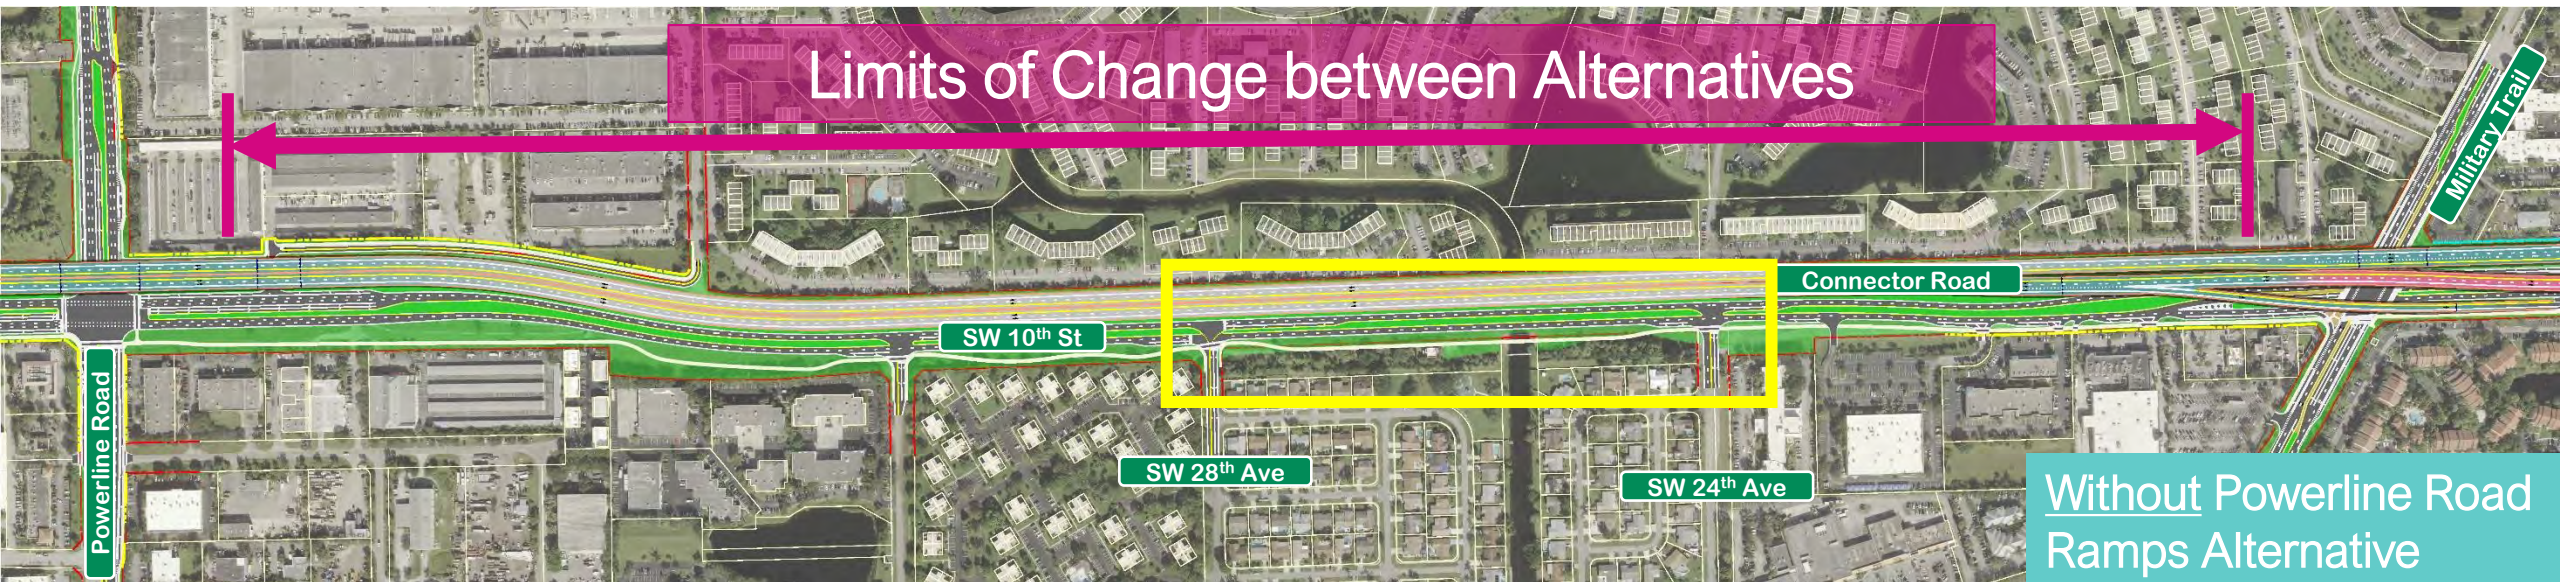 Limits of Change between Alternatives
Military Trail
Connector Road
SW 10th St
Powerline Road
SW 28th Ave
SW 24th Ave
Without Powerline Road
Ramps Alternative